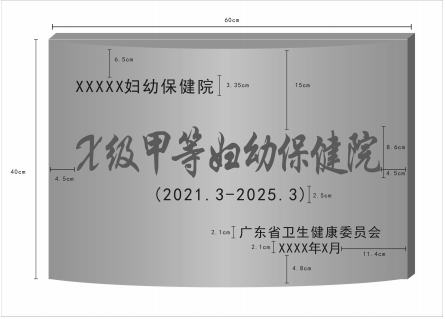 60cm
6.5cm
XXXXX妇幼保健院
3.35cm
15cm
40cm
X级甲等妇幼保健院
8.6cm
4.5cm
4.5cm
(2021.3-2025.3)
2.5cm
2.1cm
广东省卫生健康委员会
2.1cm
XXXX年X月
11.4cm
4.8cm